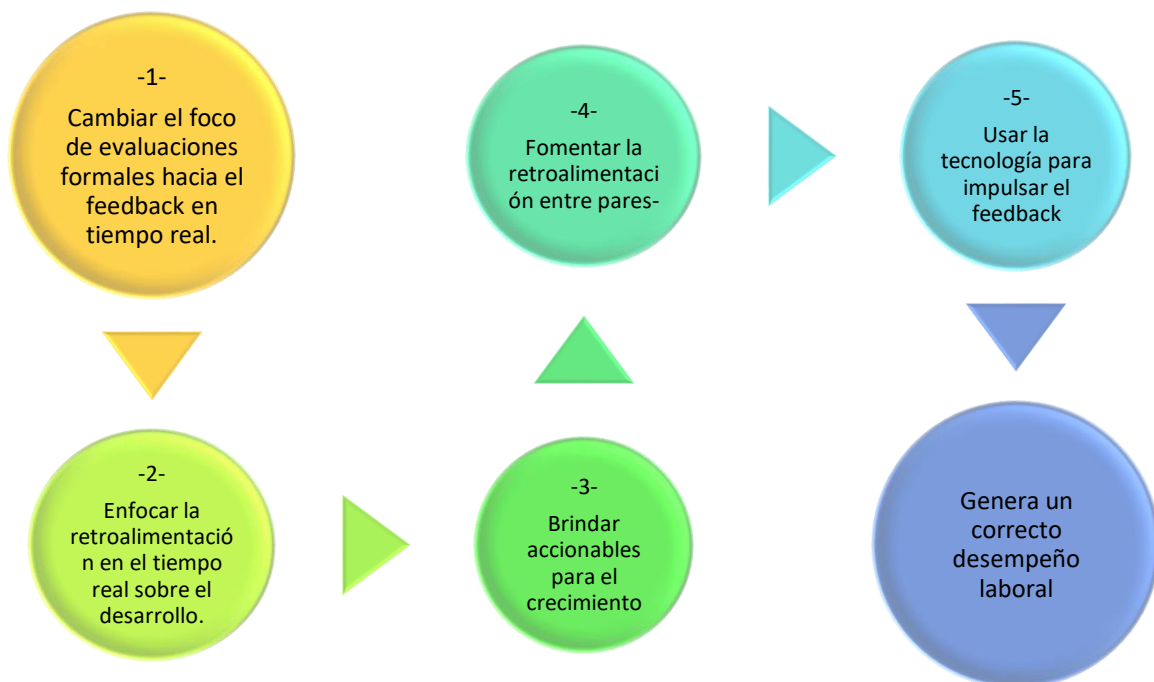 -1-
Cambiar el foco
de evaluaciones
formales hacia el
feedback en
tiempo real.
-2-
Enfocar la
retroalimentació
n en el tiempo
real sobre el
desarrollo.
-3-
Brindar
accionables
para el
crecimiento
-4-
Fomentar la
retroalimentaci
ón entre pares-
-5-
Usar la
tecnología para
impulsar el
feedback
Genera un
correcto
desempeño
laboral